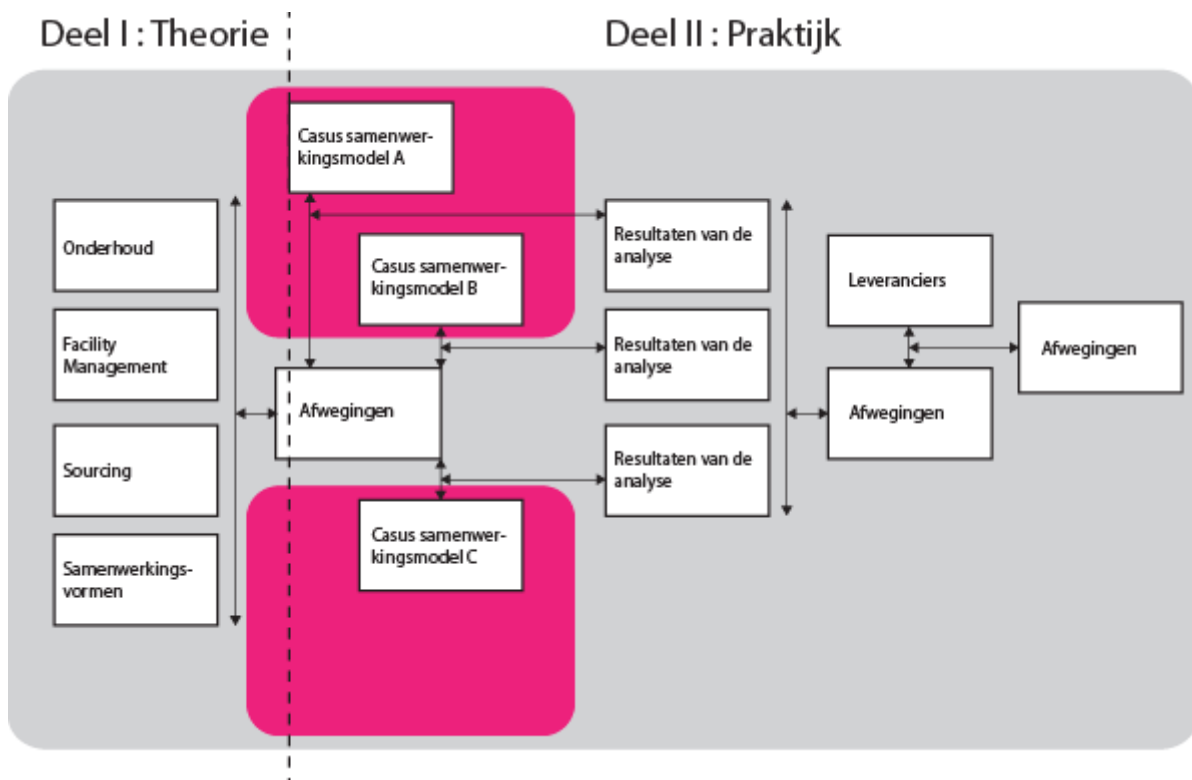 Deel I : Theorie
Deel II : Praktijk
Casus samenwer-
kingsmodel A
Onderhoud
Casus samenwer-
kingsmodel B
Resultaten van de
analyse
Leveranciers
Facility
Management
Resultaten van de
analyse
Afwegingen
Afwegingen
Afwegingen
Sourcing
Resultaten van de
analyse
Casus samenwer-
kingsmodel C
Samenwerkings-
vormen